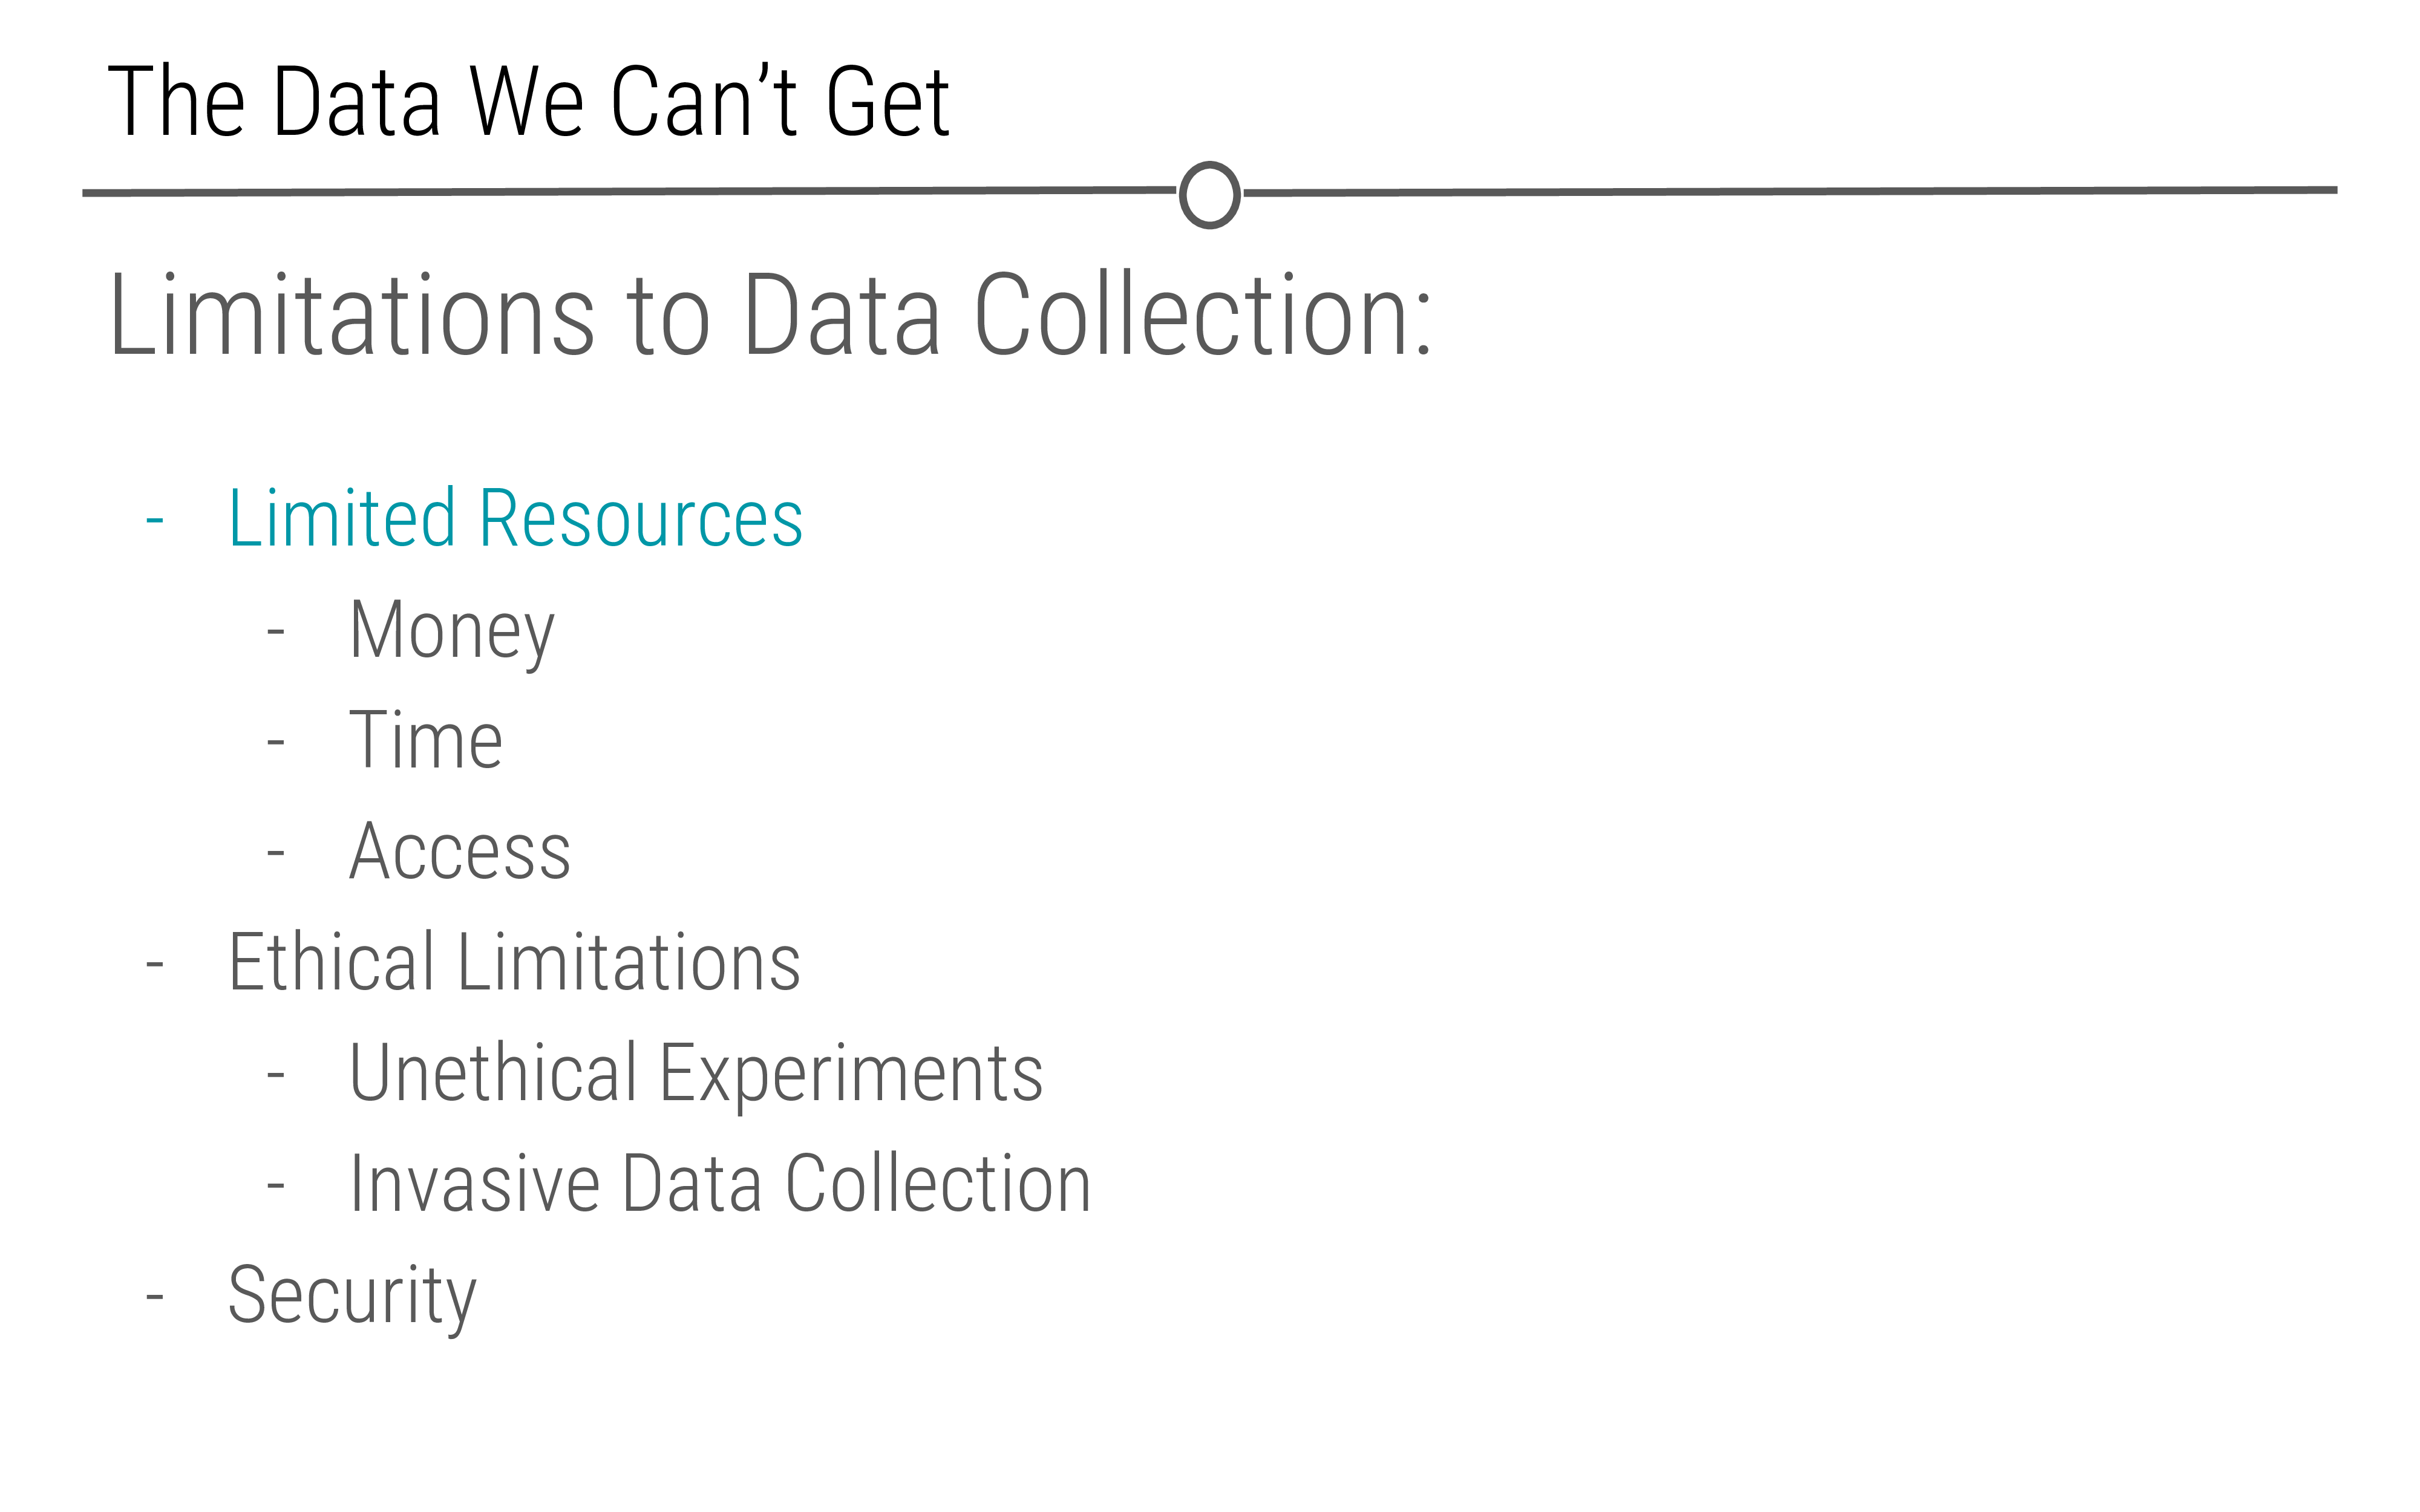 The Data We Can’t Get
Limitations to Data Collection:
- Limited Resources
- Money
- Time
- Access
- Ethical Limitations
- Unethical Experiments
- Invasive Data Collection
- Security